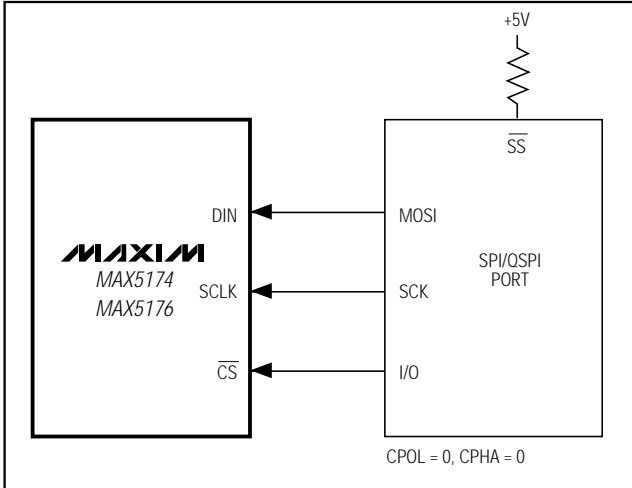 +5V
SS
DIN
MOSI
MAXIM
MAX5174
MAX5176
SPI/QSPI
PORT
SCLK
SCK
CS
I/O
CPOL = 0, CPHA = 0